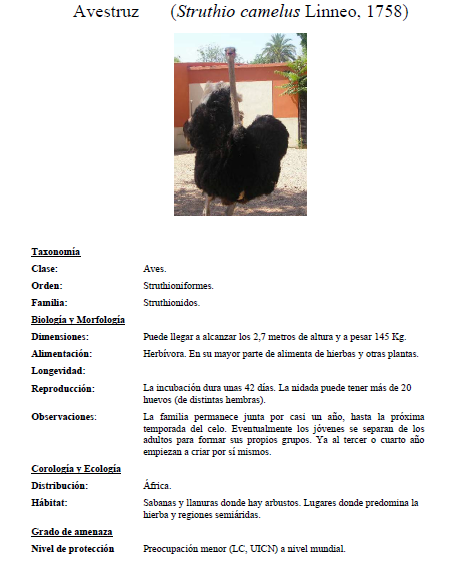 Avestruz (Struthio camelus Linneo, 1758)
Taxonomía
Clase: Aves.
Orden: Struthioniformes.
Familia: Struthionidos.
Biología y Morfología
Dimensiones: Puede llegar a alcanzar los 2,7 metros de altura y a pesar 145 Kg.
Alimentación: Herbívora. En su mayor parte de alimenta de hierbas y otras plantas.
Longevidad:
Reproducción: La incubación dura unas 42 días. La nidada puede tener más de 20
huevos (de distintas hembras).
Observaciones: La familia permanece junta por casi un año, hasta la próxima
temporada del celo. Eventualmente los jóvenes se separan de los
adultos para formar sus propios grupos. Ya al tercer o cuarto año
empiezan a criar por sí mismos.
Corología y Ecología
Distribución: África.
Hábitat: Sabanas y llanuras donde hay arbustos. Lugares donde predomina la
hierba y regiones semiáridas.
Grado de amenaza
Nivel de protección Preocupación menor (LC, UICN) a nivel mundial.